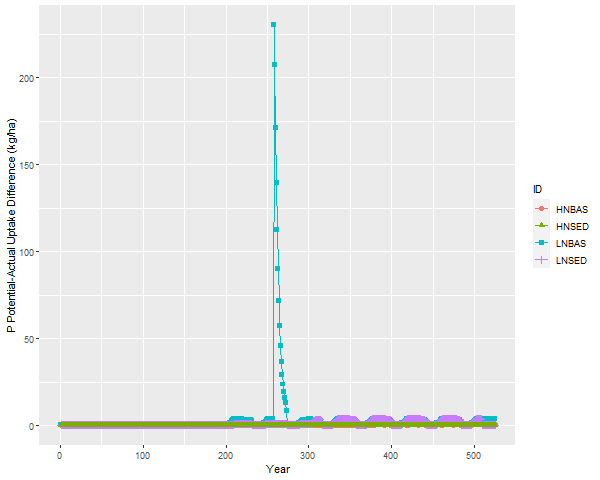 P Potential-Actual Uptake Difference (kg/ha)
200
150
100
50
0
0 100 200 300 400 500
Year
ID
HNBAS
HNSED
LNBAS
LNSED